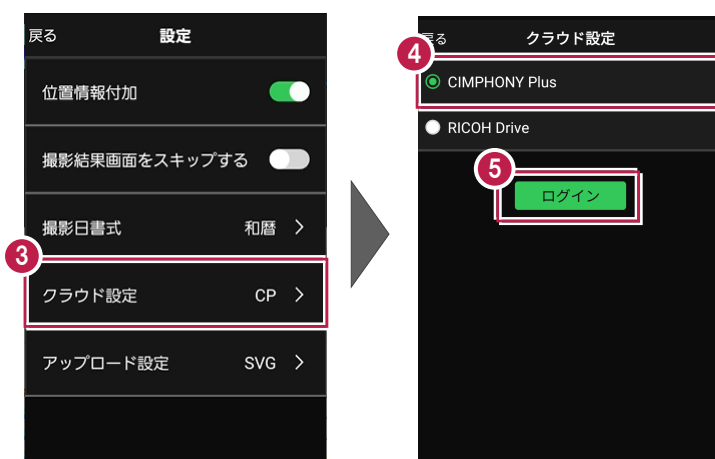 戻る 設定
位置情報付加
撮影結果画面をスキップする
撮影日書式 和暦
3
クラウド設定 CP
アップロード設定 SVG
4
戻る クラウド設定
CIMPHONY Plus
RICOH Drive
5
ログイン